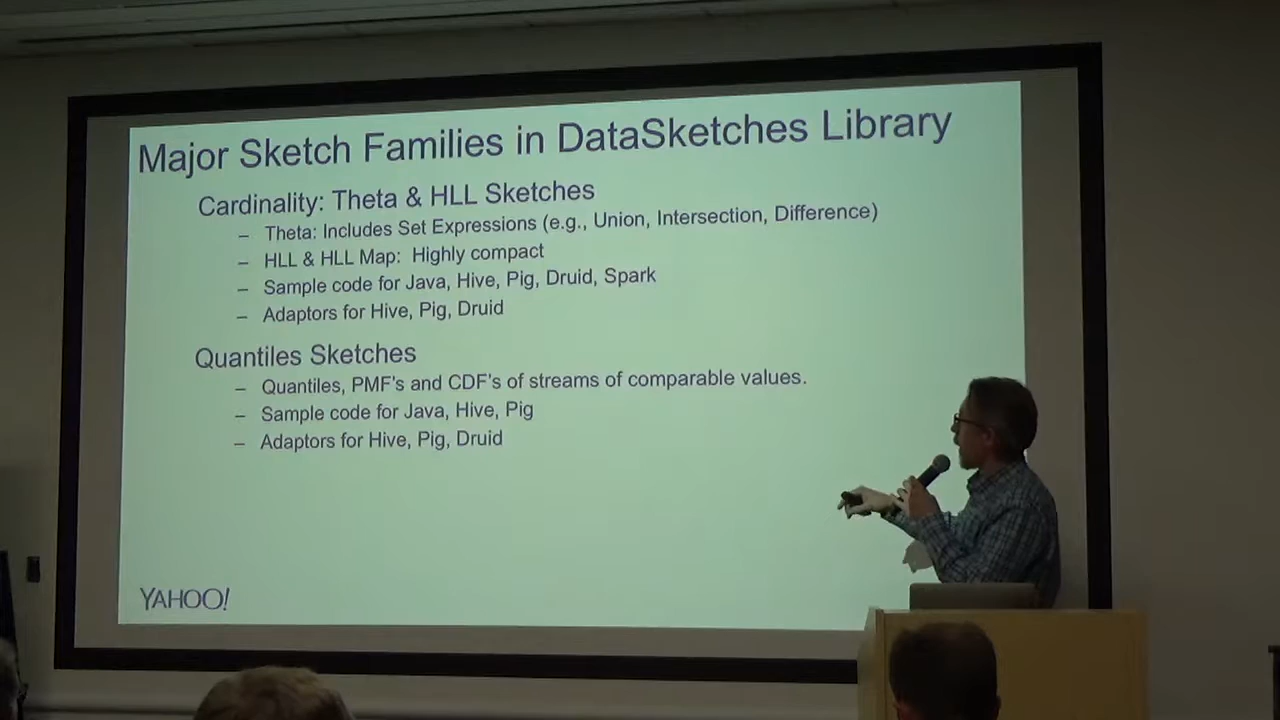 Major Sketch Families in DataSketches Library
Cardinality: Theta & HLL Sketches
– Theta: Includes Set Expressions (e.g., Union, Intersection, Difference)
– HLL & HLL Map: Highly compact
– Sample code for Java, Hive, Pig, Druid, Spark
– Adaptors for Hive, Pig, Druid
Quantiles Sketches
– Quantiles, PMF's and CDF's of streams of comparable values.
– Sample code for Java, Hive, Pig
– Adaptors for Hive, Pig, Druid
YAHOO!